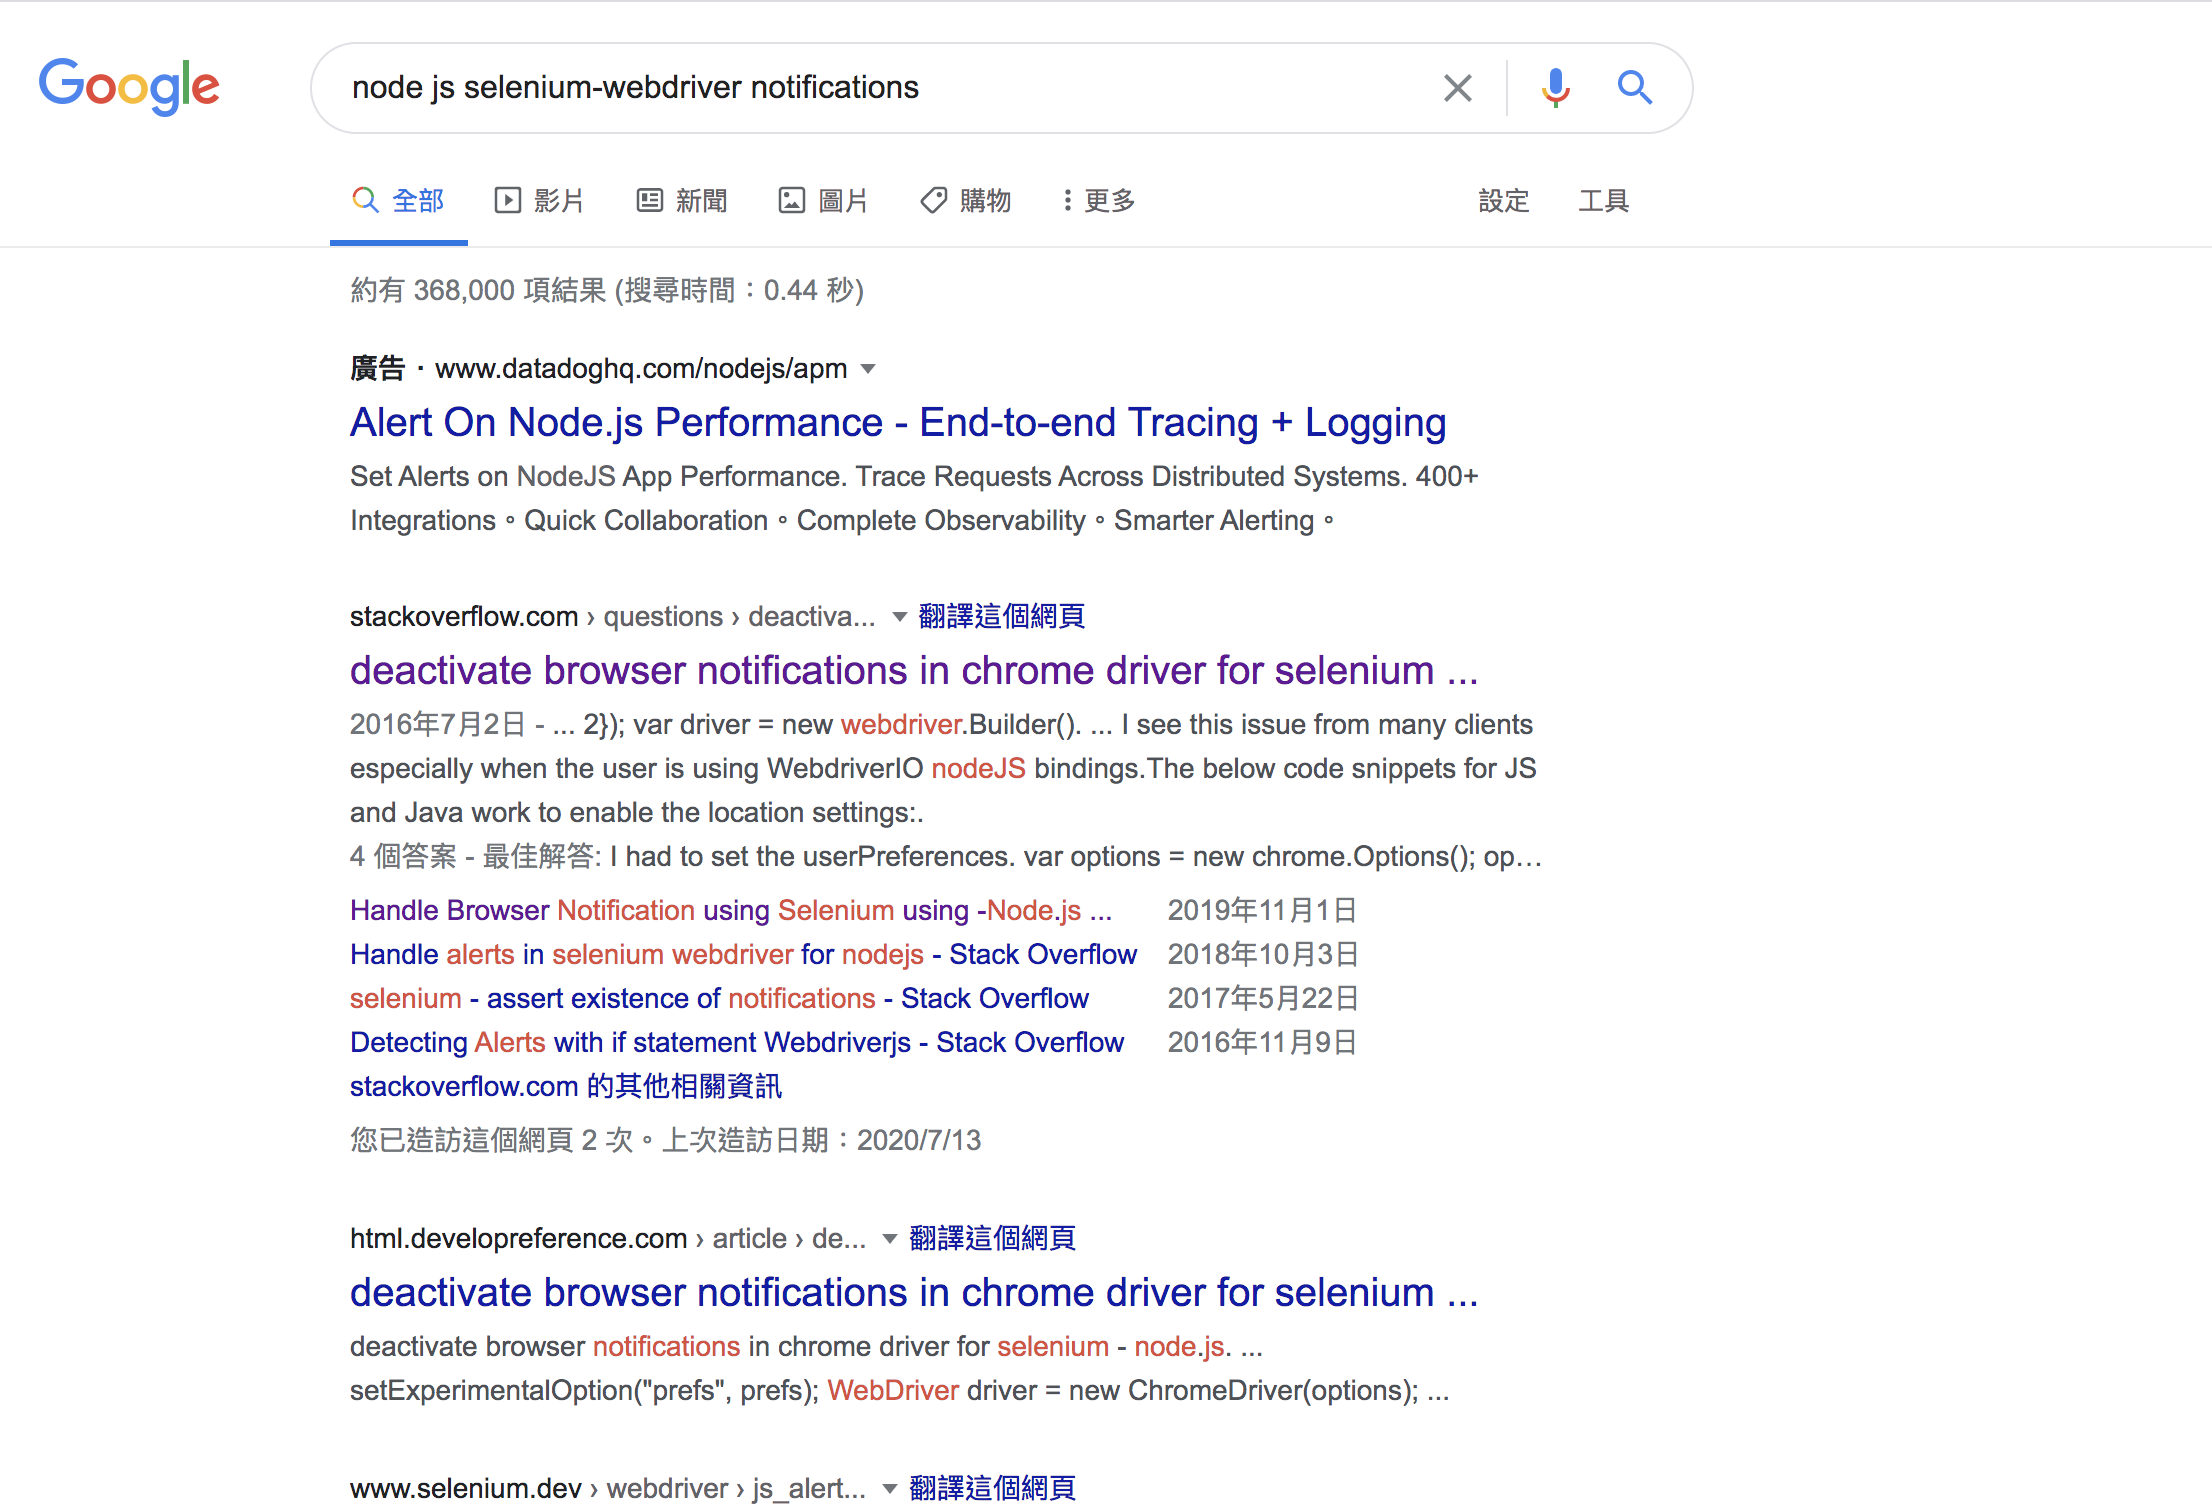 Google
node js selenium-webdriver notifications
全部 影片 新聞 圖片 購物 更多 設定 工具
約有 368,000 項結果 (搜尋時間：0.44 秒)
廣告 · www.datadoghq.com/nodejs/apm
Alert On Node.js Performance - End-to-end Tracing + Logging
Set Alerts on NodeJS App Performance. Trace Requests Across Distributed Systems. 400+
Integrations。Quick Collaboration。Complete Observability。Smarter Alerting。
stackoverflow.com › questions › deactiva... 翻譯這個網頁
deactivate browser notifications in chrome driver for selenium ...
2016年7月2日 - ... 2}); var driver = new webdriver.Builder(). ... I see this issue from many clients
especially when the user is using WebdriverIO nodeJS bindings.The below code snippets for JS
and Java work to enable the location settings:.
4 個答案 - 最佳解答: I had to set the userPreferences. var options = new chrome.Options(); op…
Handle Browser Notification using Selenium using -Node.js ... 2019年11月1日
Handle alerts in selenium webdriver for nodejs - Stack Overflow 2018年10月3日
selenium - assert existence of notifications - Stack Overflow 2017年5月22日
Detecting Alerts with if statement Webdriverjs - Stack Overflow 2016年11月9日
stackoverflow.com 的其他相關資訊
您已造訪這個網頁 2 次。上次造訪日期：2020/7/13
html.developreference.com › article › de... 翻譯這個網頁
deactivate browser notifications in chrome driver for selenium ...
deactivate browser notifications in chrome driver for selenium - node.js. ...
setExperimentalOption("prefs", prefs); WebDriver driver = new ChromeDriver(options); ...
www.selenium.dev › webdriver › js_alert... 翻譯這個網頁